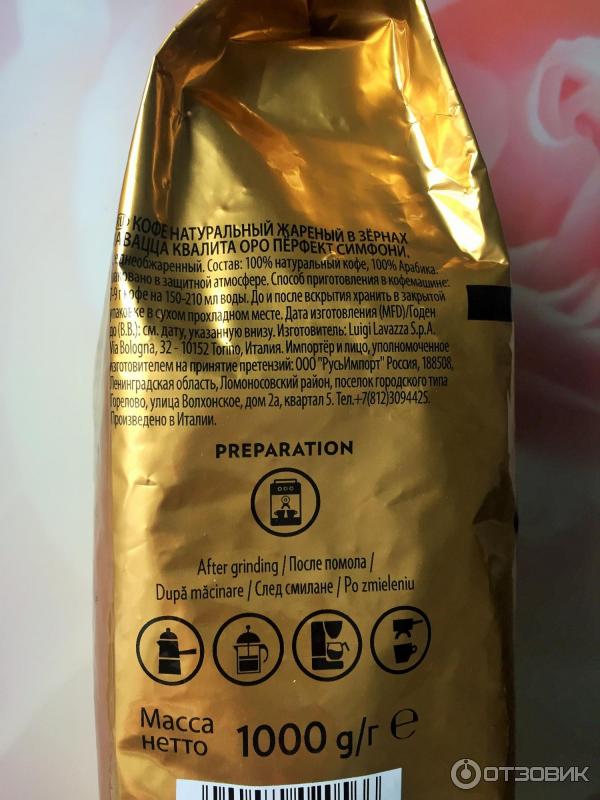 КОФЕ НАТУРАЛЬНЫЙ ЖАРЕНЫЙ В ЗЁРНАХ
ВАЦЦА КВАЛИТА ОРО ПЕРФЕКТ СИМФОНИ.
еднеобжаренный. Состав: 100% натуральный кофе, 100% Арабика.
аковано в защитной атмосфере. Способ приготовления в кофемашине:
-9 г кофе на 150-210 мл воды. До и после вскрытия хранить в закрытой
упаковке в сухом прохладном месте. Дата изготовления (MFD)/Годен
до (B.B.): см. дату, указанную внизу. Изготовитель: Luigi Lavazza S.p.A.
Via Bologna, 32 - 10152 Torino, Италия. Импортёр и лицо, уполномоченное
изготовителем на принятие претензий: ООО "РусьИмпорт" Россия, 188508,
Ленинградская область, Ломоносовский район, поселок городского типа
Горелово, улица Волхонское, дом 2а, квартал 5. Тел.+7(812)3094425.
Произведено в Италии.
PREPARATION
After grinding / После помола /
După măcinare / След смилане / Po zmieleniu
Масса
нетто 1000 g/г ℮
ОТЗОВИК